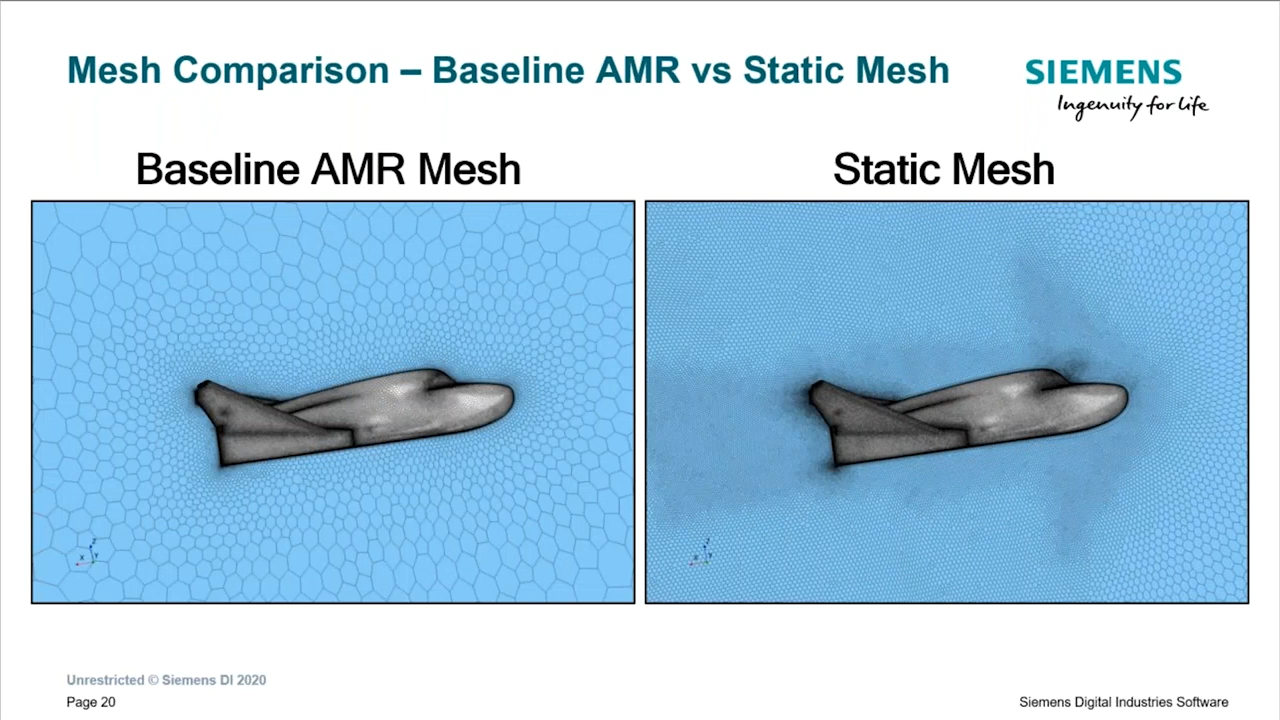 Mesh Comparison – Baseline AMR vs Static Mesh
SIEMENS
Ingenuity for life
Baseline AMR Mesh
Static Mesh
Z
X
Y
Z
X
Y
Unrestricted © Siemens DI 2020
Page 20
Siemens Digital Industries Software